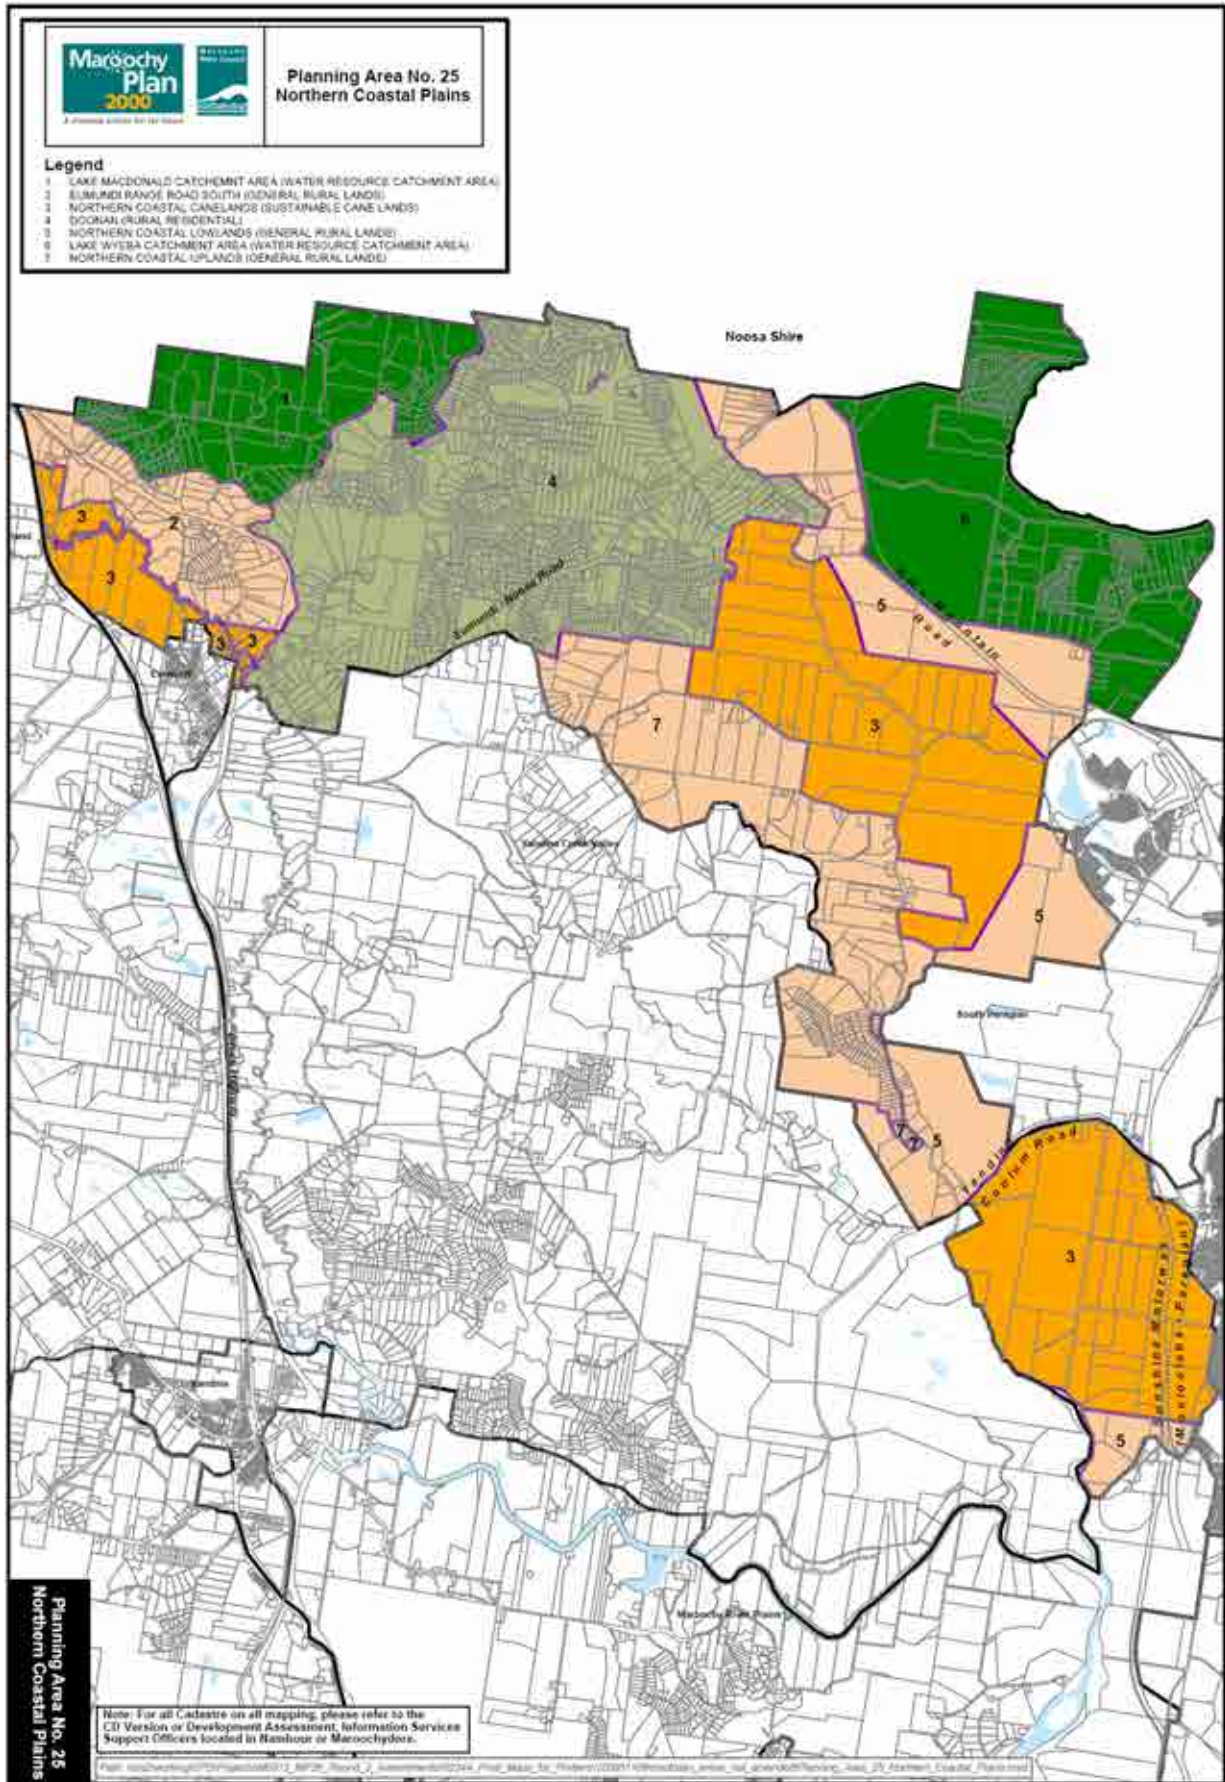 Maroochy
Plan
2000
Planning Area No. 25
Northern Coastal Plains
Legend
1 LAKE MACDONALD CATCHEMNT AREA (WATER RESOURCE CATCHMENT AREA)
2 EUMUNDI RANGE ROAD SOUTH (GENERAL RURAL LANDS)
3 NORTHERN COASTAL CANELANDS (SUSTAINABLE CANE LANDS)
4 DOONAN (RURAL RESIDENTIAL)
5 NORTHERN COASTAL LOWLANDS (GENERAL RURAL LANDS)
6 LAKE WYEBA CATCHMENT AREA (WATER RESOURCE CATCHMENT AREA)
7 NORTHERN COASTAL UPLANDS (GENERAL RURAL LANDS)
Noosa Shire
1
4
6
3
2
3
5
3
3
Eumundi Noosa Road
Road
7
3
5
South Peregian
7
5
Yandina
Coolum Road
3
Sunshine Motorway
(Mooloolaba - Peregian)
5
Maroochy River Plains
Planning Area No. 25
Northern Coastal Plains
Note: For all Cadastre on all mapping, please refer to the
CD Version or Development Assessment, Information Services
Support Officers located in Nambour or Maroochydore.